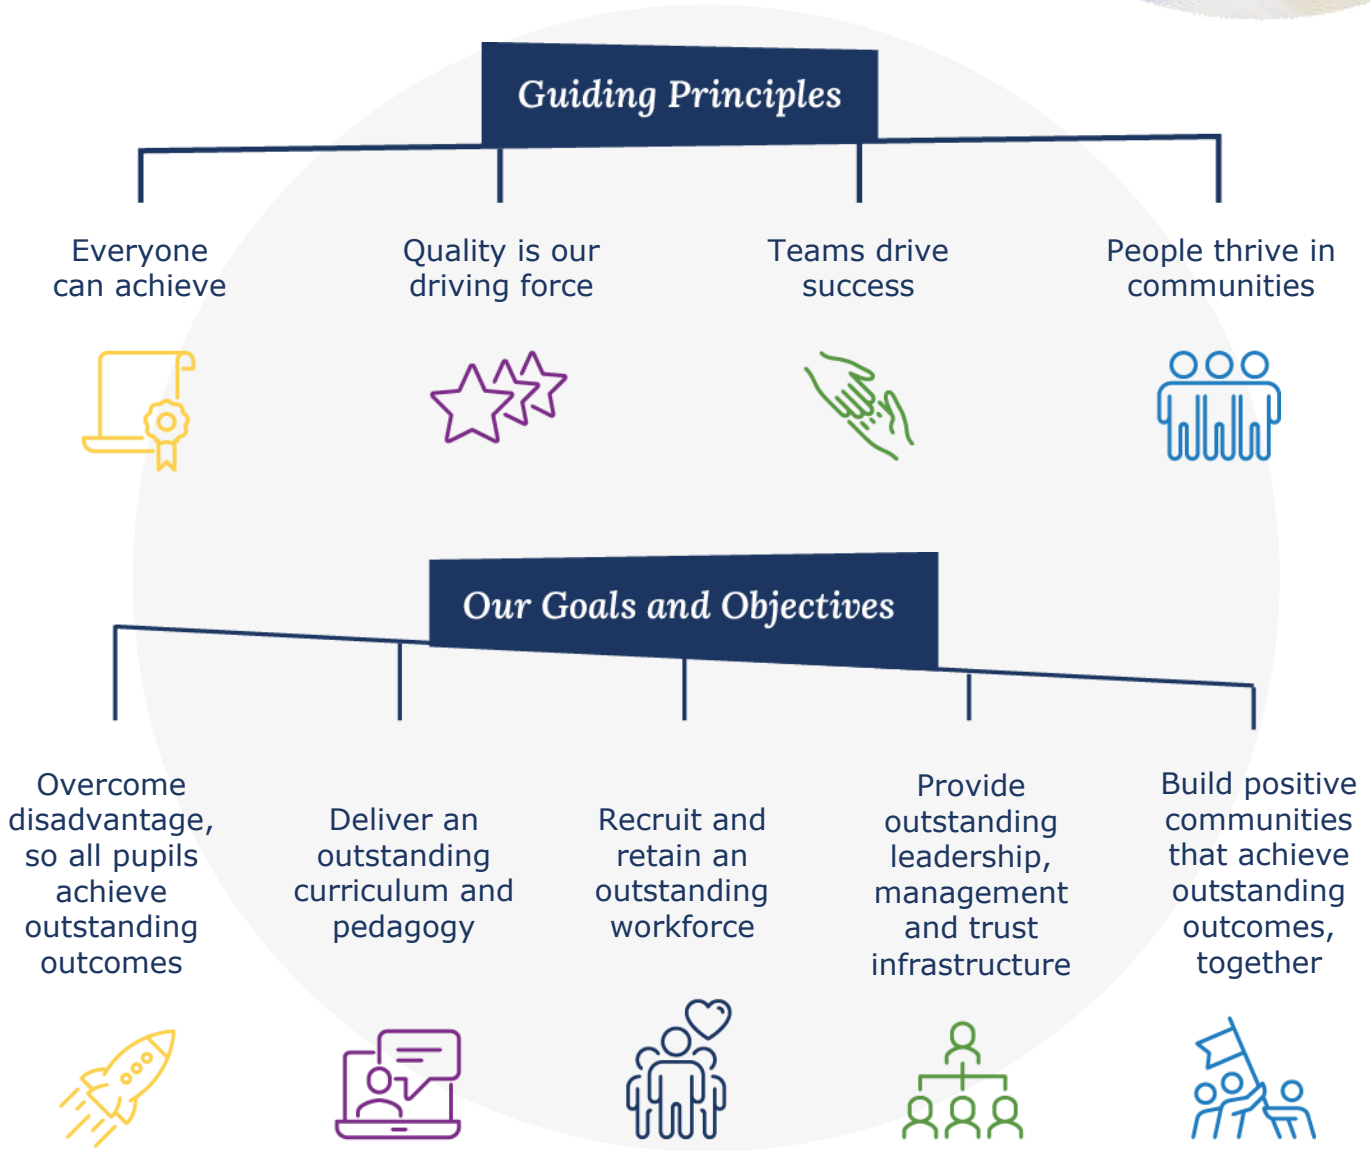 Guiding Principles
Everyone
can achieve
Quality is our
driving force
Teams drive
success
People thrive in
communities
Our Goals and Objectives
Overcome
disadvantage,
so all pupils
achieve
outstanding
outcomes
Deliver an
outstanding
curriculum and
pedagogy
Recruit and
retain an
outstanding
workforce
Provide
outstanding
leadership,
management
and trust
infrastructure
Build positive
communities
that achieve
outstanding
outcomes,
together